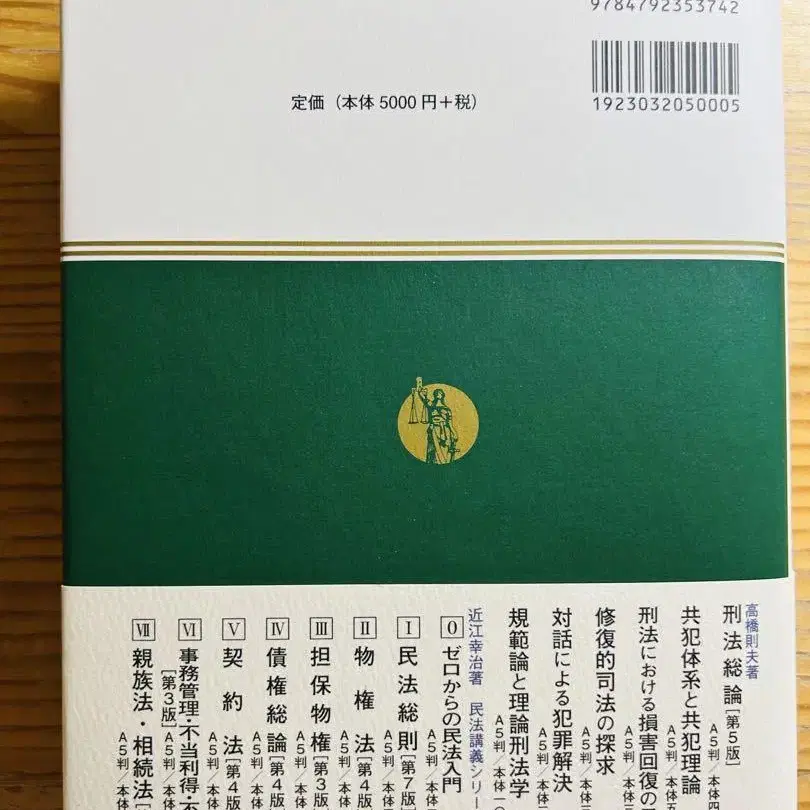 9784792353742
1923032050005
定価（本体 5000 円＋税）
高橋則夫著
刑法総論［第5版］ A5判／本体
共犯体系と共犯理論 A5判／本体
刑法における損害回復の
修復的司法の探求 A5判／本体
対話による犯罪解決 A5判／本体
規範論と理論刑法学 A5判／本体一〇
近江幸治著 民法講義シリー
0 ゼロからの民法入門 A5判／本体
Ⅰ 民法総則［第7版］ A5判／本体
Ⅱ 物権法［第4版 A5判／本体
Ⅲ 担保物権［第3版 A5判／本体
Ⅳ 債権総論［第4版 A5判／本体
Ⅴ 契約法［第4版 A5判／本体
Ⅵ 事務管理・不当利得・
［第3版］ A5判／本体
Ⅶ 親族法・相続法［ A5判／本体